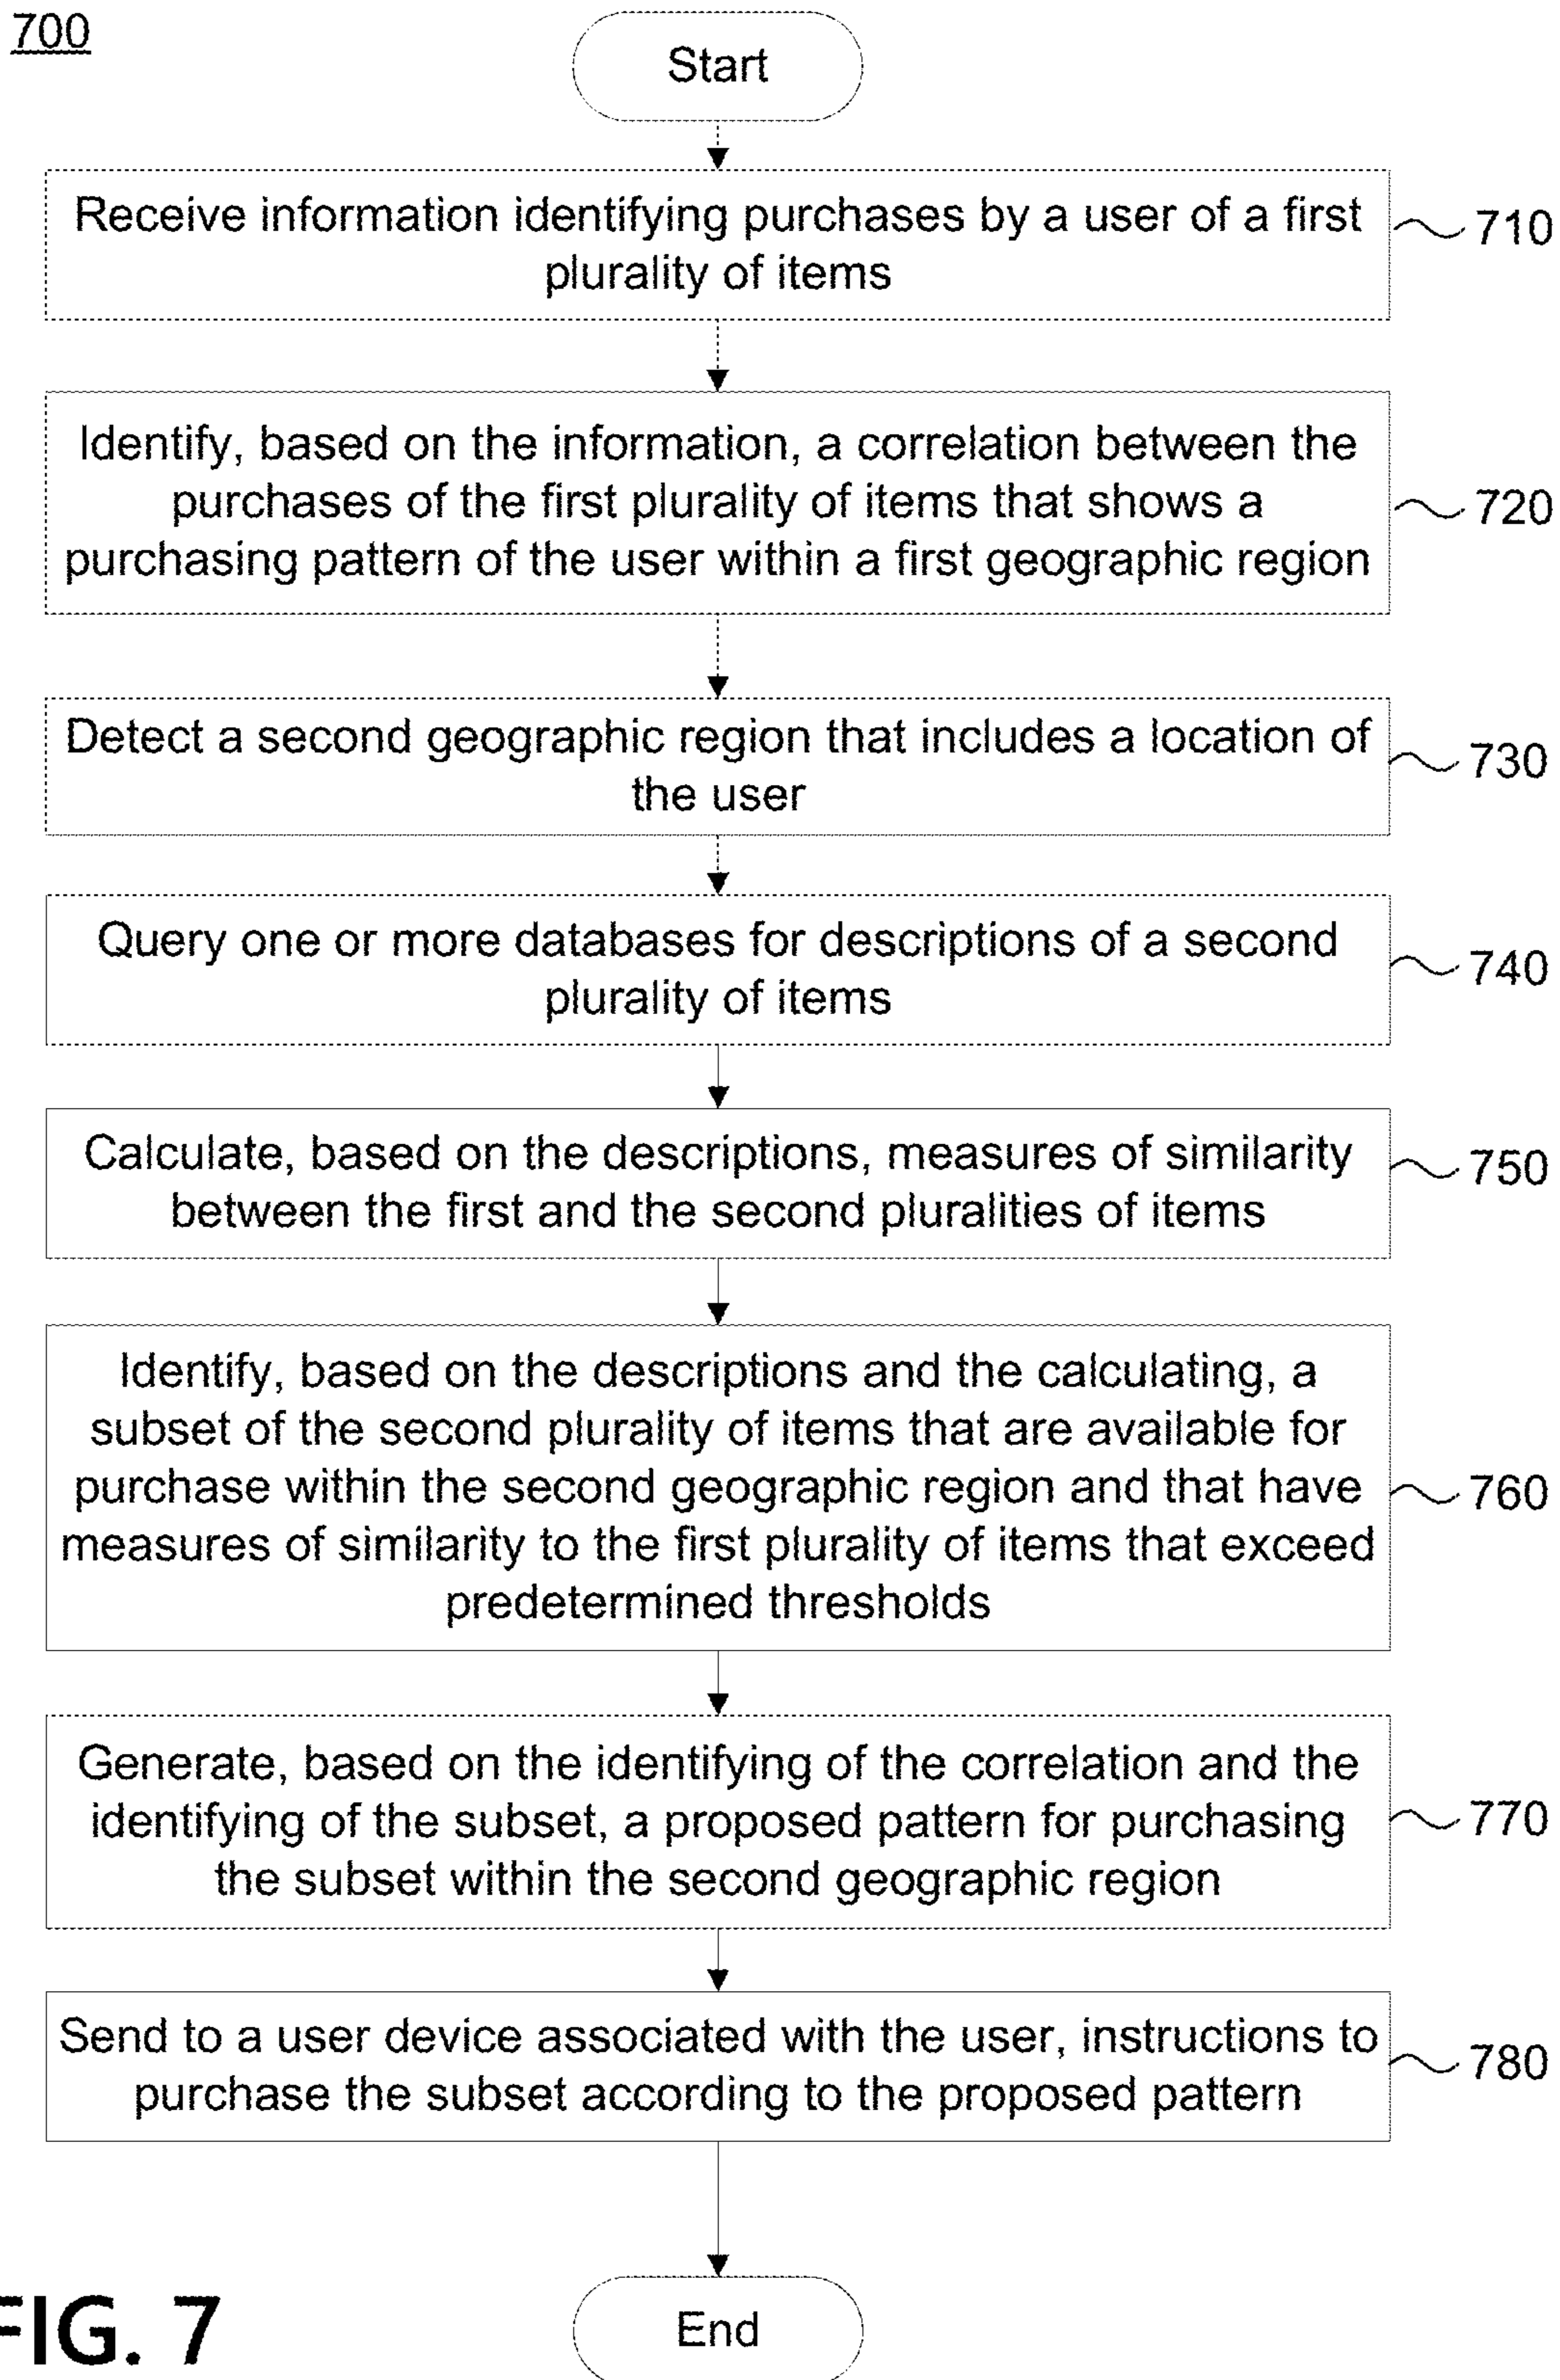 700
Start
Receive information identifying purchases by a user of a first
plurality of items
710
Identify, based on the information, a correlation between the
purchases of the first plurality of items that shows a
purchasing pattern of the user within a first geographic region
720
Detect a second geographic region that includes a location of
the user
730
Query one or more databases for descriptions of a second
plurality of items
740
Calculate, based on the descriptions, measures of similarity
between the first and the second pluralities of items
750
Identify, based on the descriptions and the calculating, a
subset of the second plurality of items that are available for
purchase within the second geographic region and that have
measures of similarity to the first plurality of items that exceed
predetermined thresholds
760
Generate, based on the identifying of the correlation and the
identifying of the subset, a proposed pattern for purchasing
the subset within the second geographic region
770
Send to a user device associated with the user, instructions to
purchase the subset according to the proposed pattern
780
End
FIG. 7